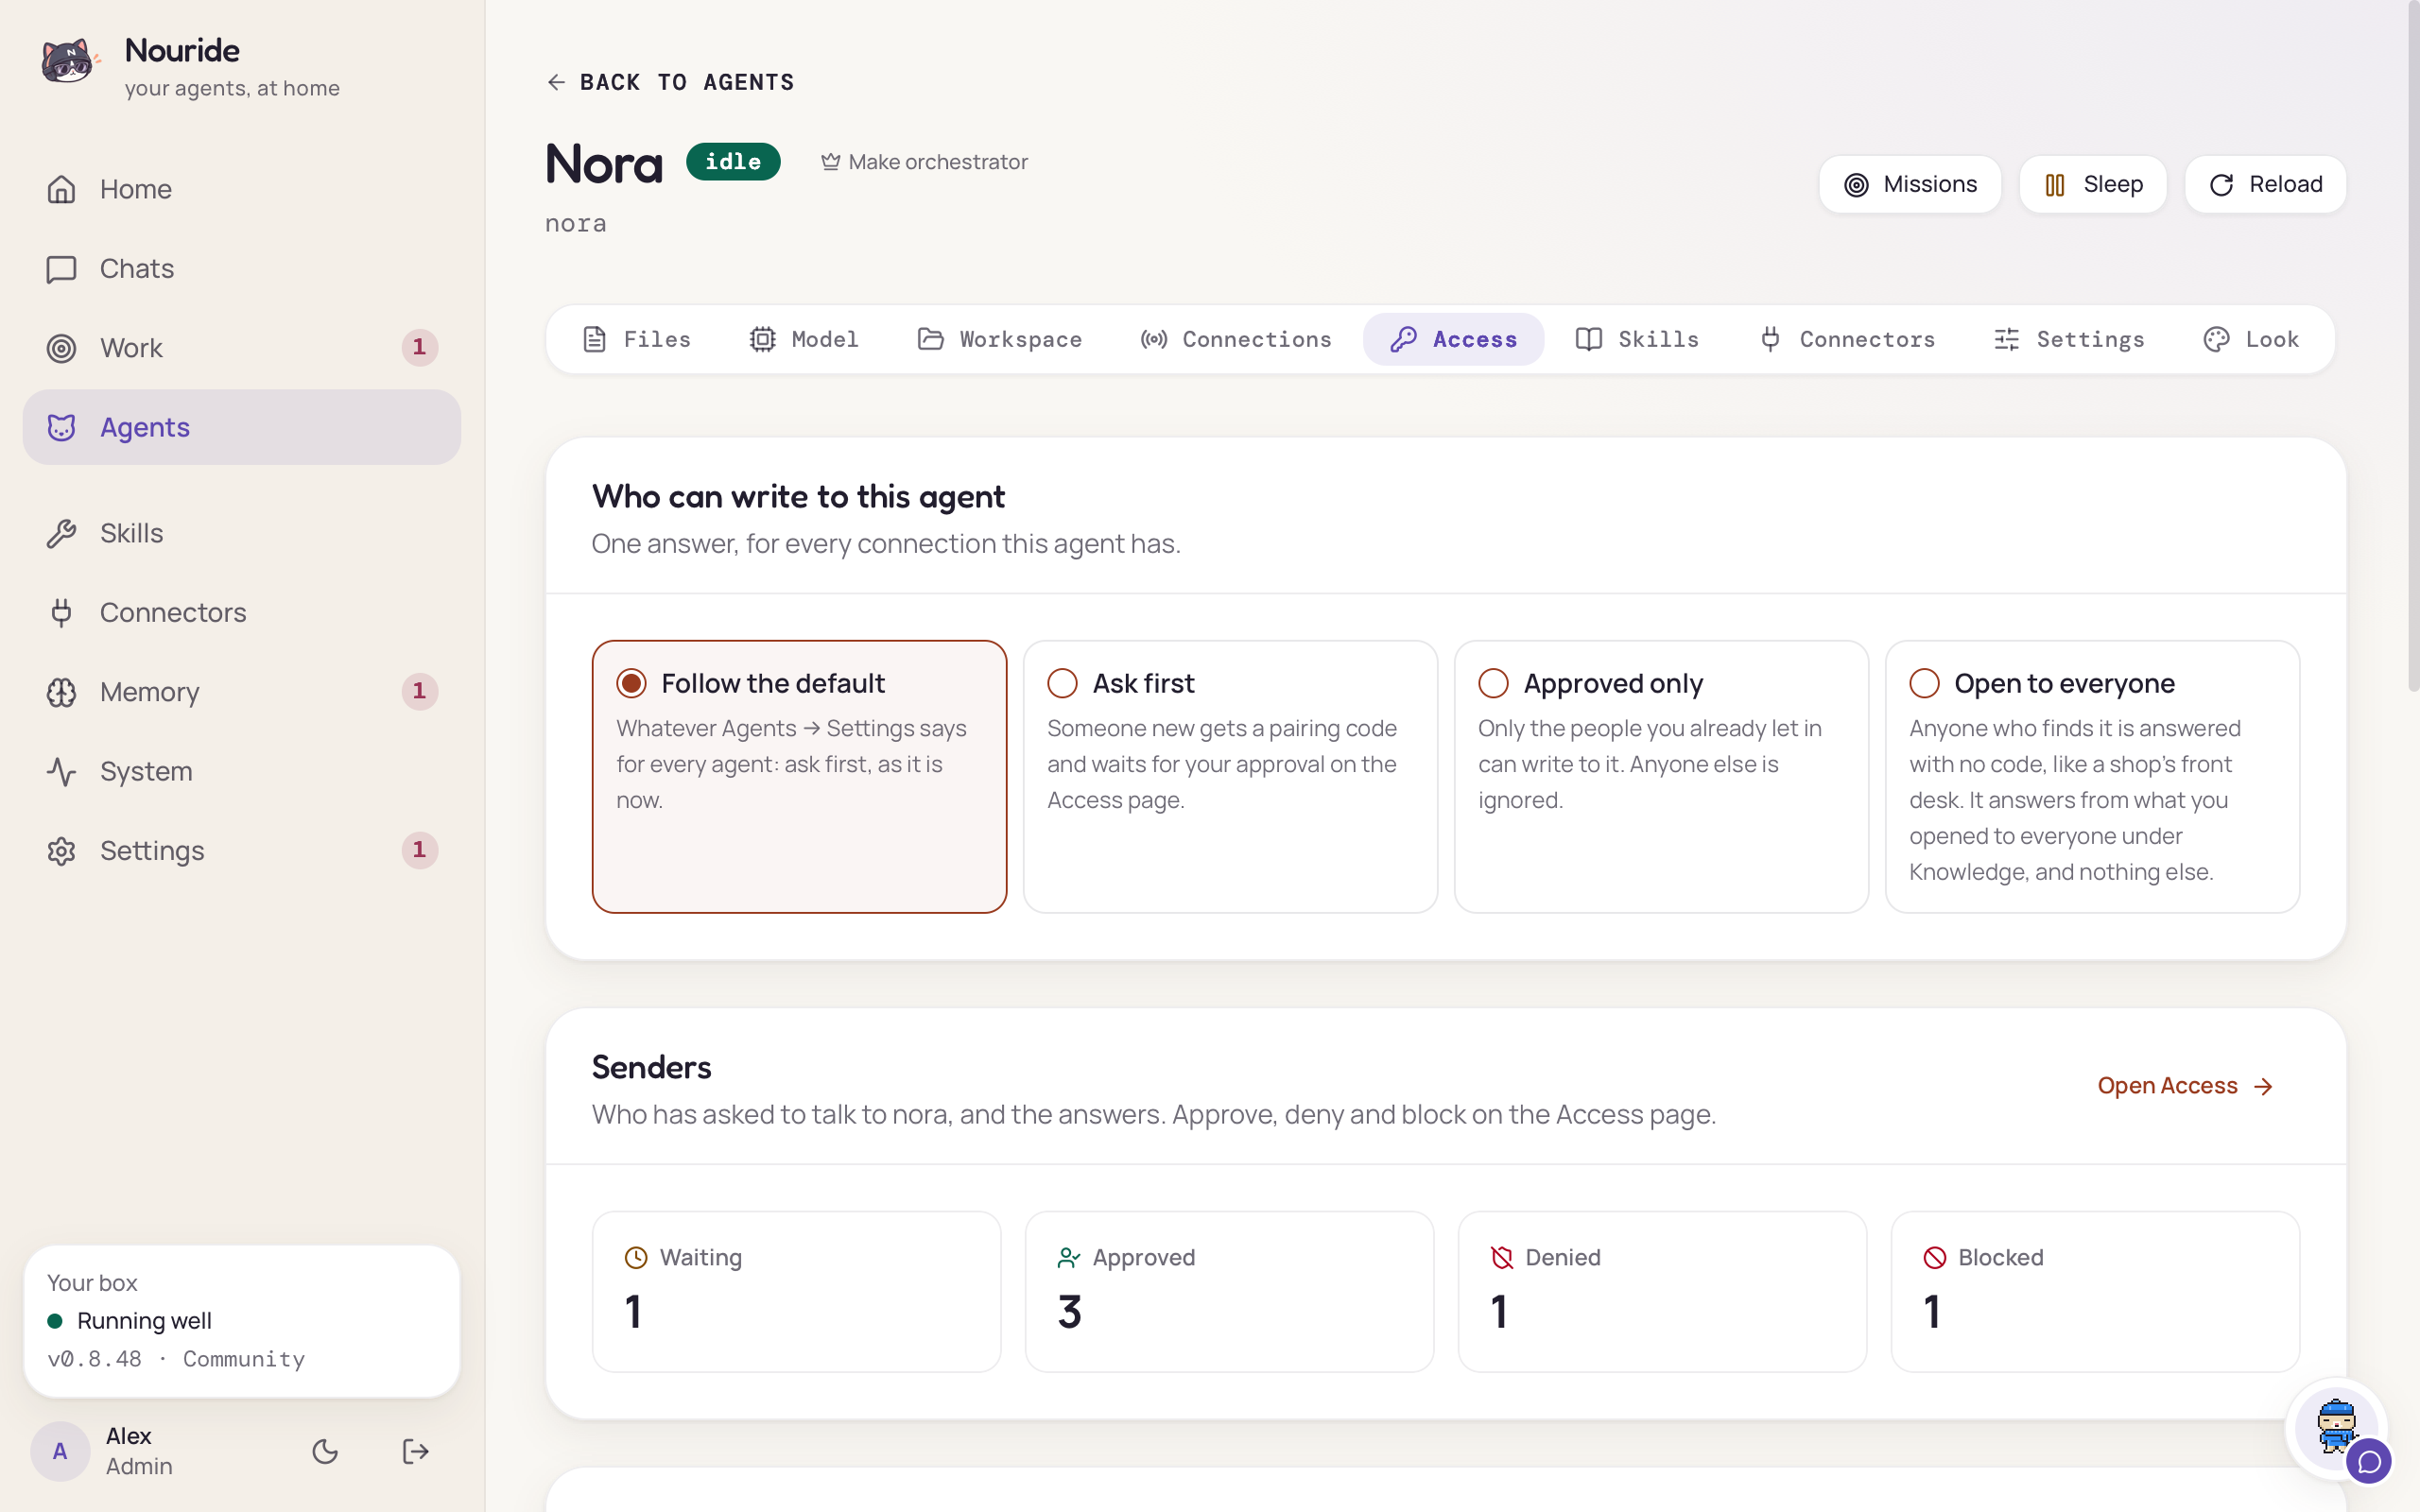 Nouride
your agents, at home
Home
Chats
Work 1
Agents
Skills
Connectors
Memory 1
System
Settings 1
Your box
Running well
v0.8.48 · Community
A
Alex
Admin
← BACK TO AGENTS
Nora idle Make orchestrator
nora
Missions Sleep Reload
Files Model Workspace Connections Access Skills Connectors Settings Look
Who can write to this agent
One answer, for every connection this agent has.
Follow the default
Whatever Agents → Settings says
for every agent: ask first, as it is
now.
Ask first
Someone new gets a pairing code
and waits for your approval on the
Access page.
Approved only
Only the people you already let in
can write to it. Anyone else is
ignored.
Open to everyone
Anyone who finds it is answered
with no code, like a shop's front
desk. It answers from what you
opened to everyone under
Knowledge, and nothing else.
Senders
Who has asked to talk to nora, and the answers. Approve, deny and block on the Access page.
Open Access →
Waiting
1
Approved
3
Denied
1
Blocked
1